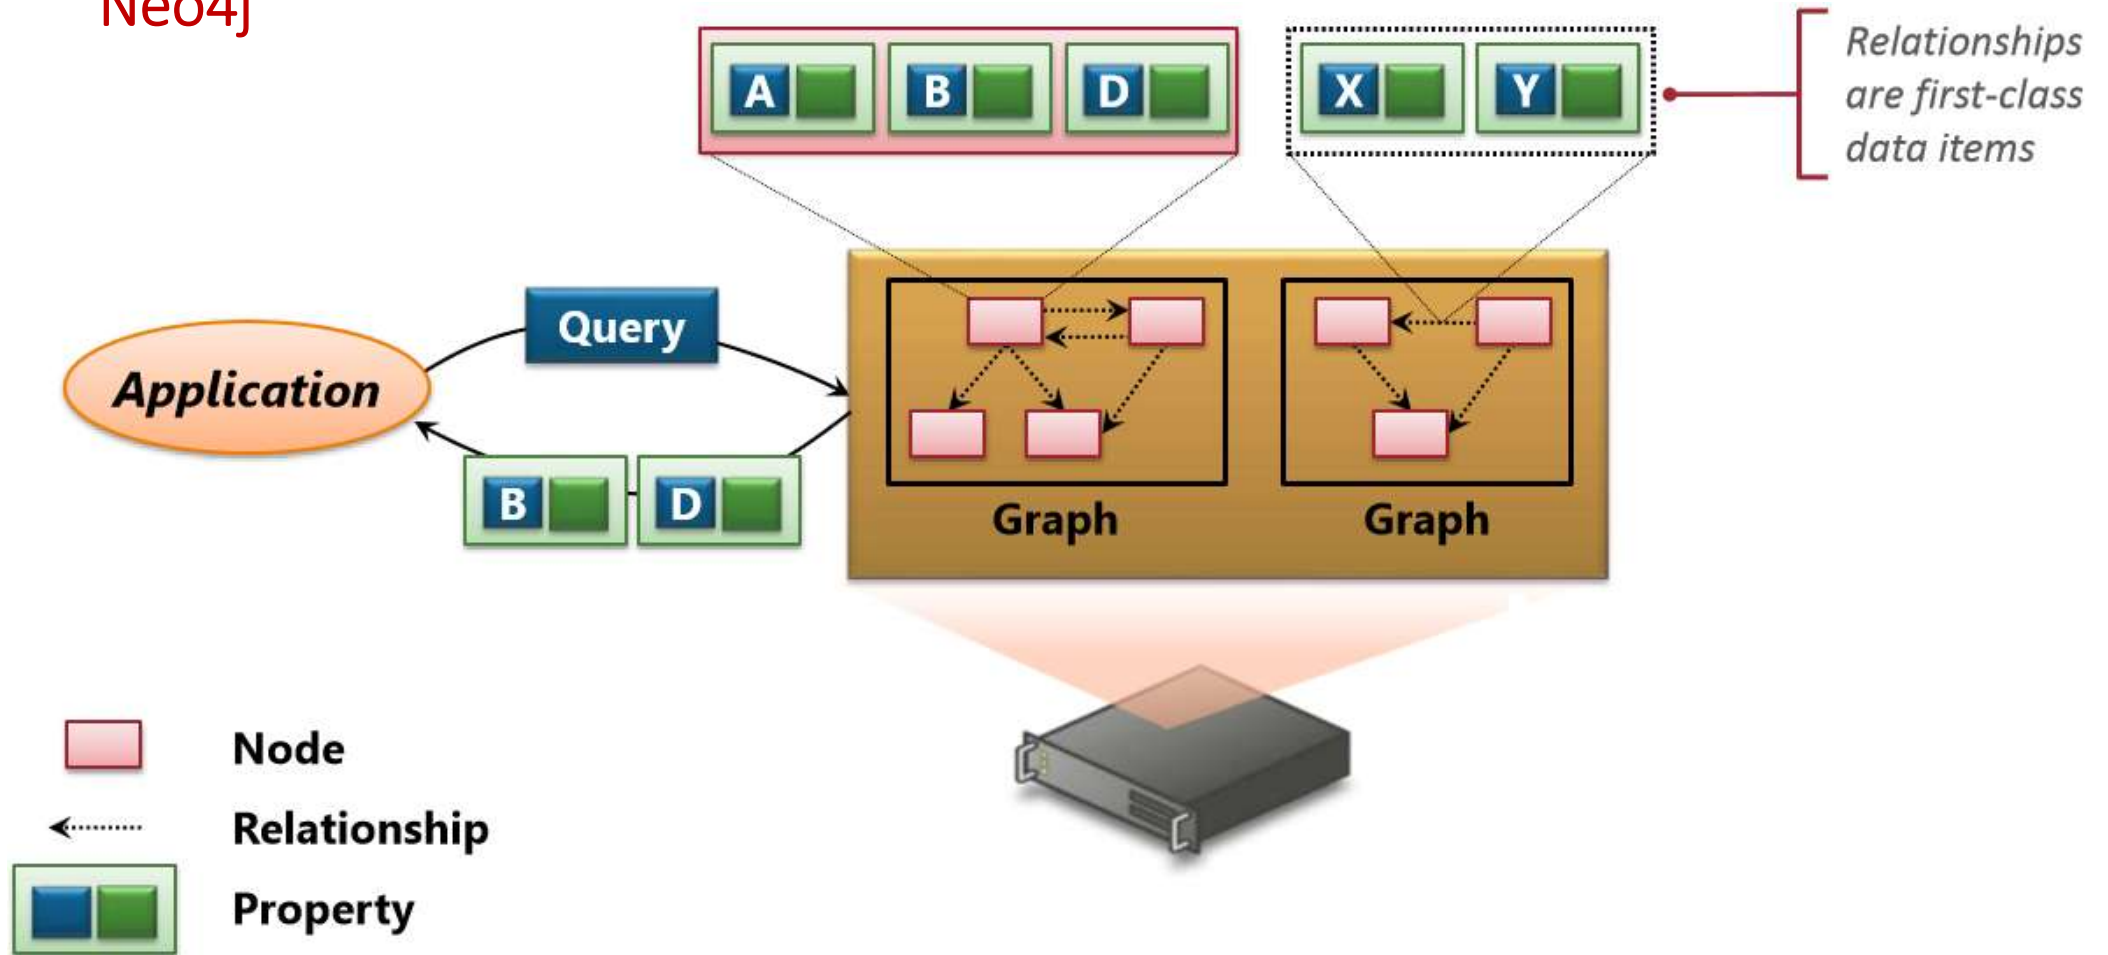 Neo4j
A B D X Y
Relationships
are first-class
data items
Query
Application
B D
Graph Graph
Node
Relationship
Property